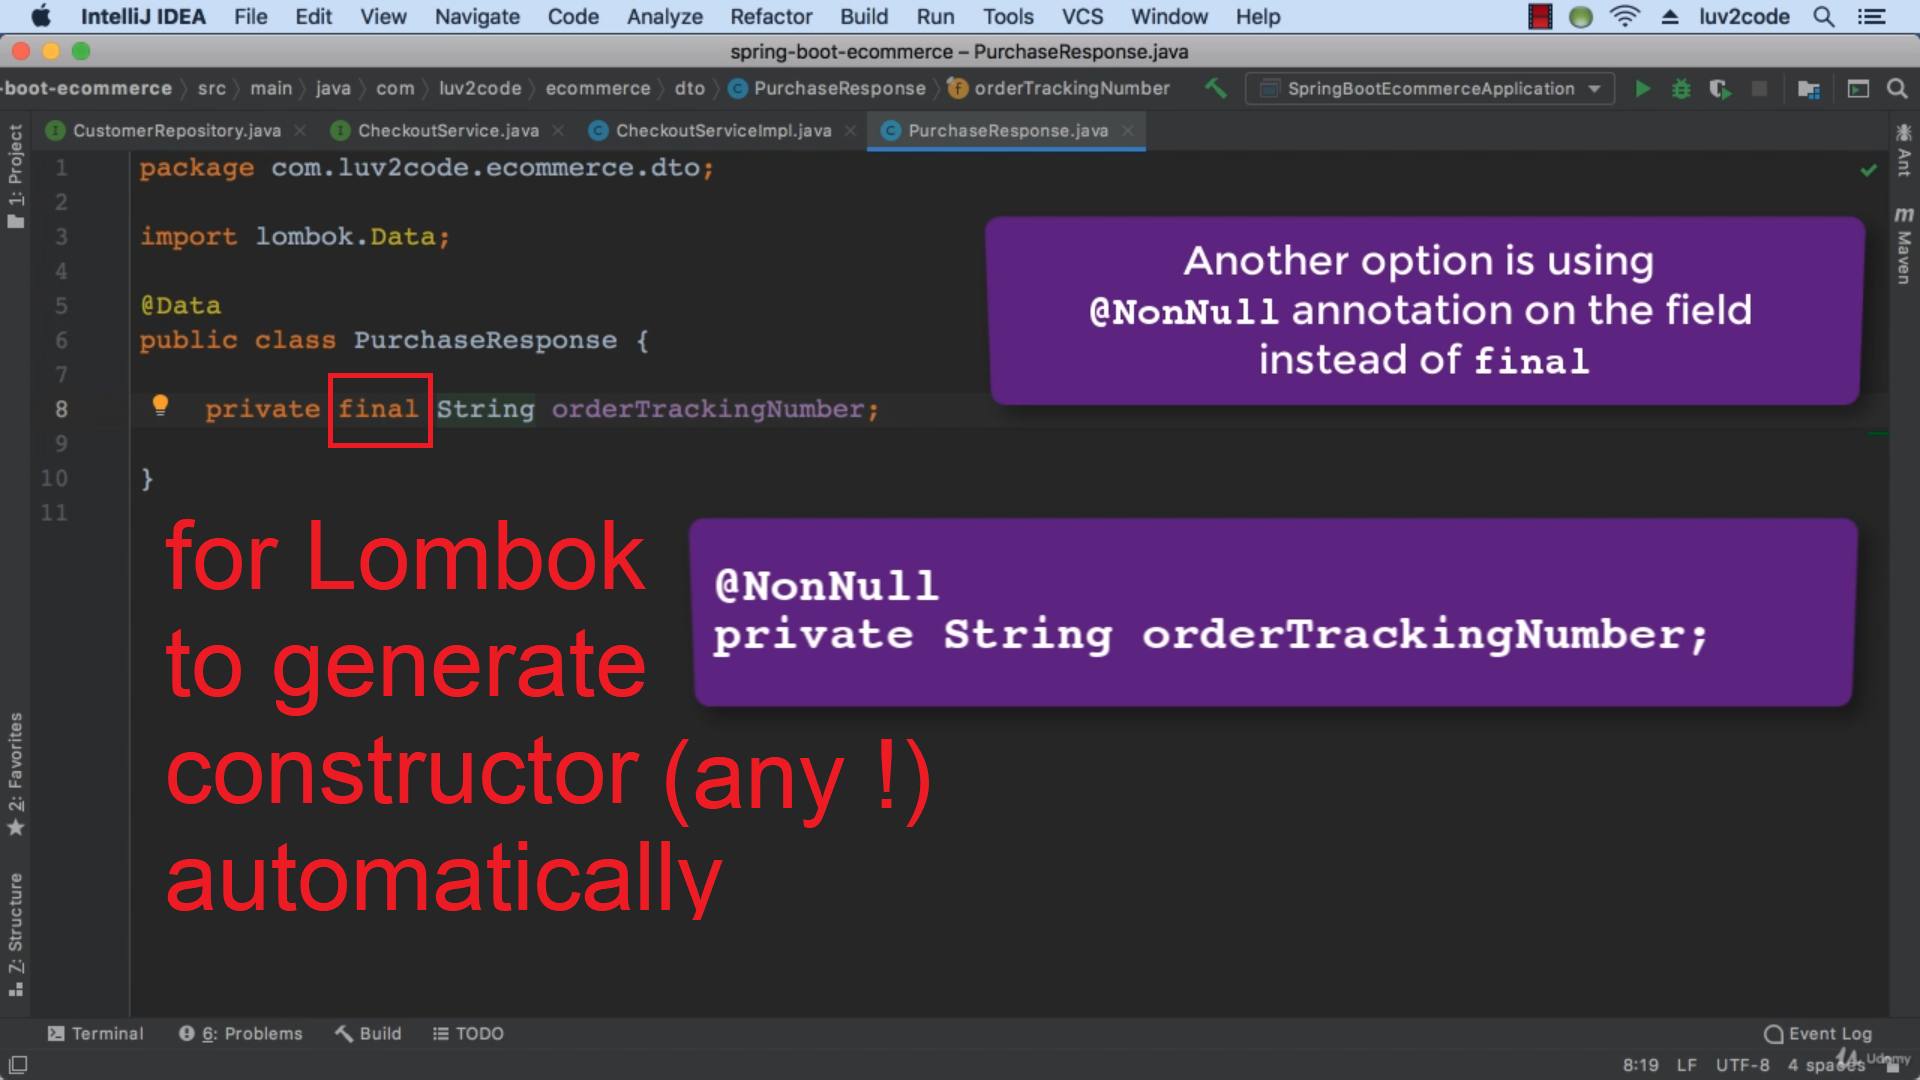 IntelliJ IDEA File Edit View Navigate Code Analyze Refactor Build Run Tools VCS Window Help luv2code
spring-boot-ecommerce – PurchaseResponse.java
-boot-ecommerce src main java com luv2code ecommerce dto PurchaseResponse orderTrackingNumber SpringBootEcommerceApplication
CustomerRepository.java CheckoutService.java CheckoutServiceImpl.java PurchaseResponse.java
1: Project
Ant
Maven
1 package com.luv2code.ecommerce.dto;
2
3 import lombok.Data;
4
5 @Data
6 public class PurchaseResponse {
7
8 private final String orderTrackingNumber;
9
10 }
11
Another option is using
@NonNull annotation on the field
instead of final
@NonNull
private String orderTrackingNumber;
for Lombok
to generate
constructor (any !)
automatically
2: Favorites
Z: Structure
Terminal 6: Problems Build TODO Event Log
8:19 LF UTF-8 4 spaces
Udemy